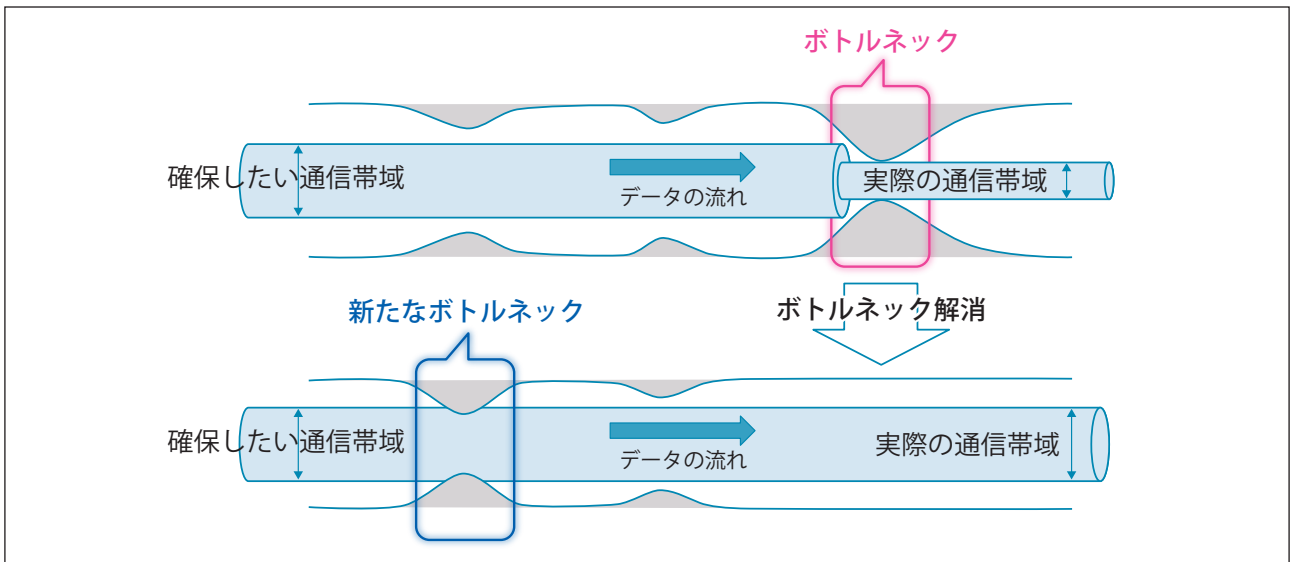 ボトルネック
確保したい通信帯域
データの流れ
実際の通信帯域
新たなボトルネック
ボトルネック解消
確保したい通信帯域
データの流れ
実際の通信帯域